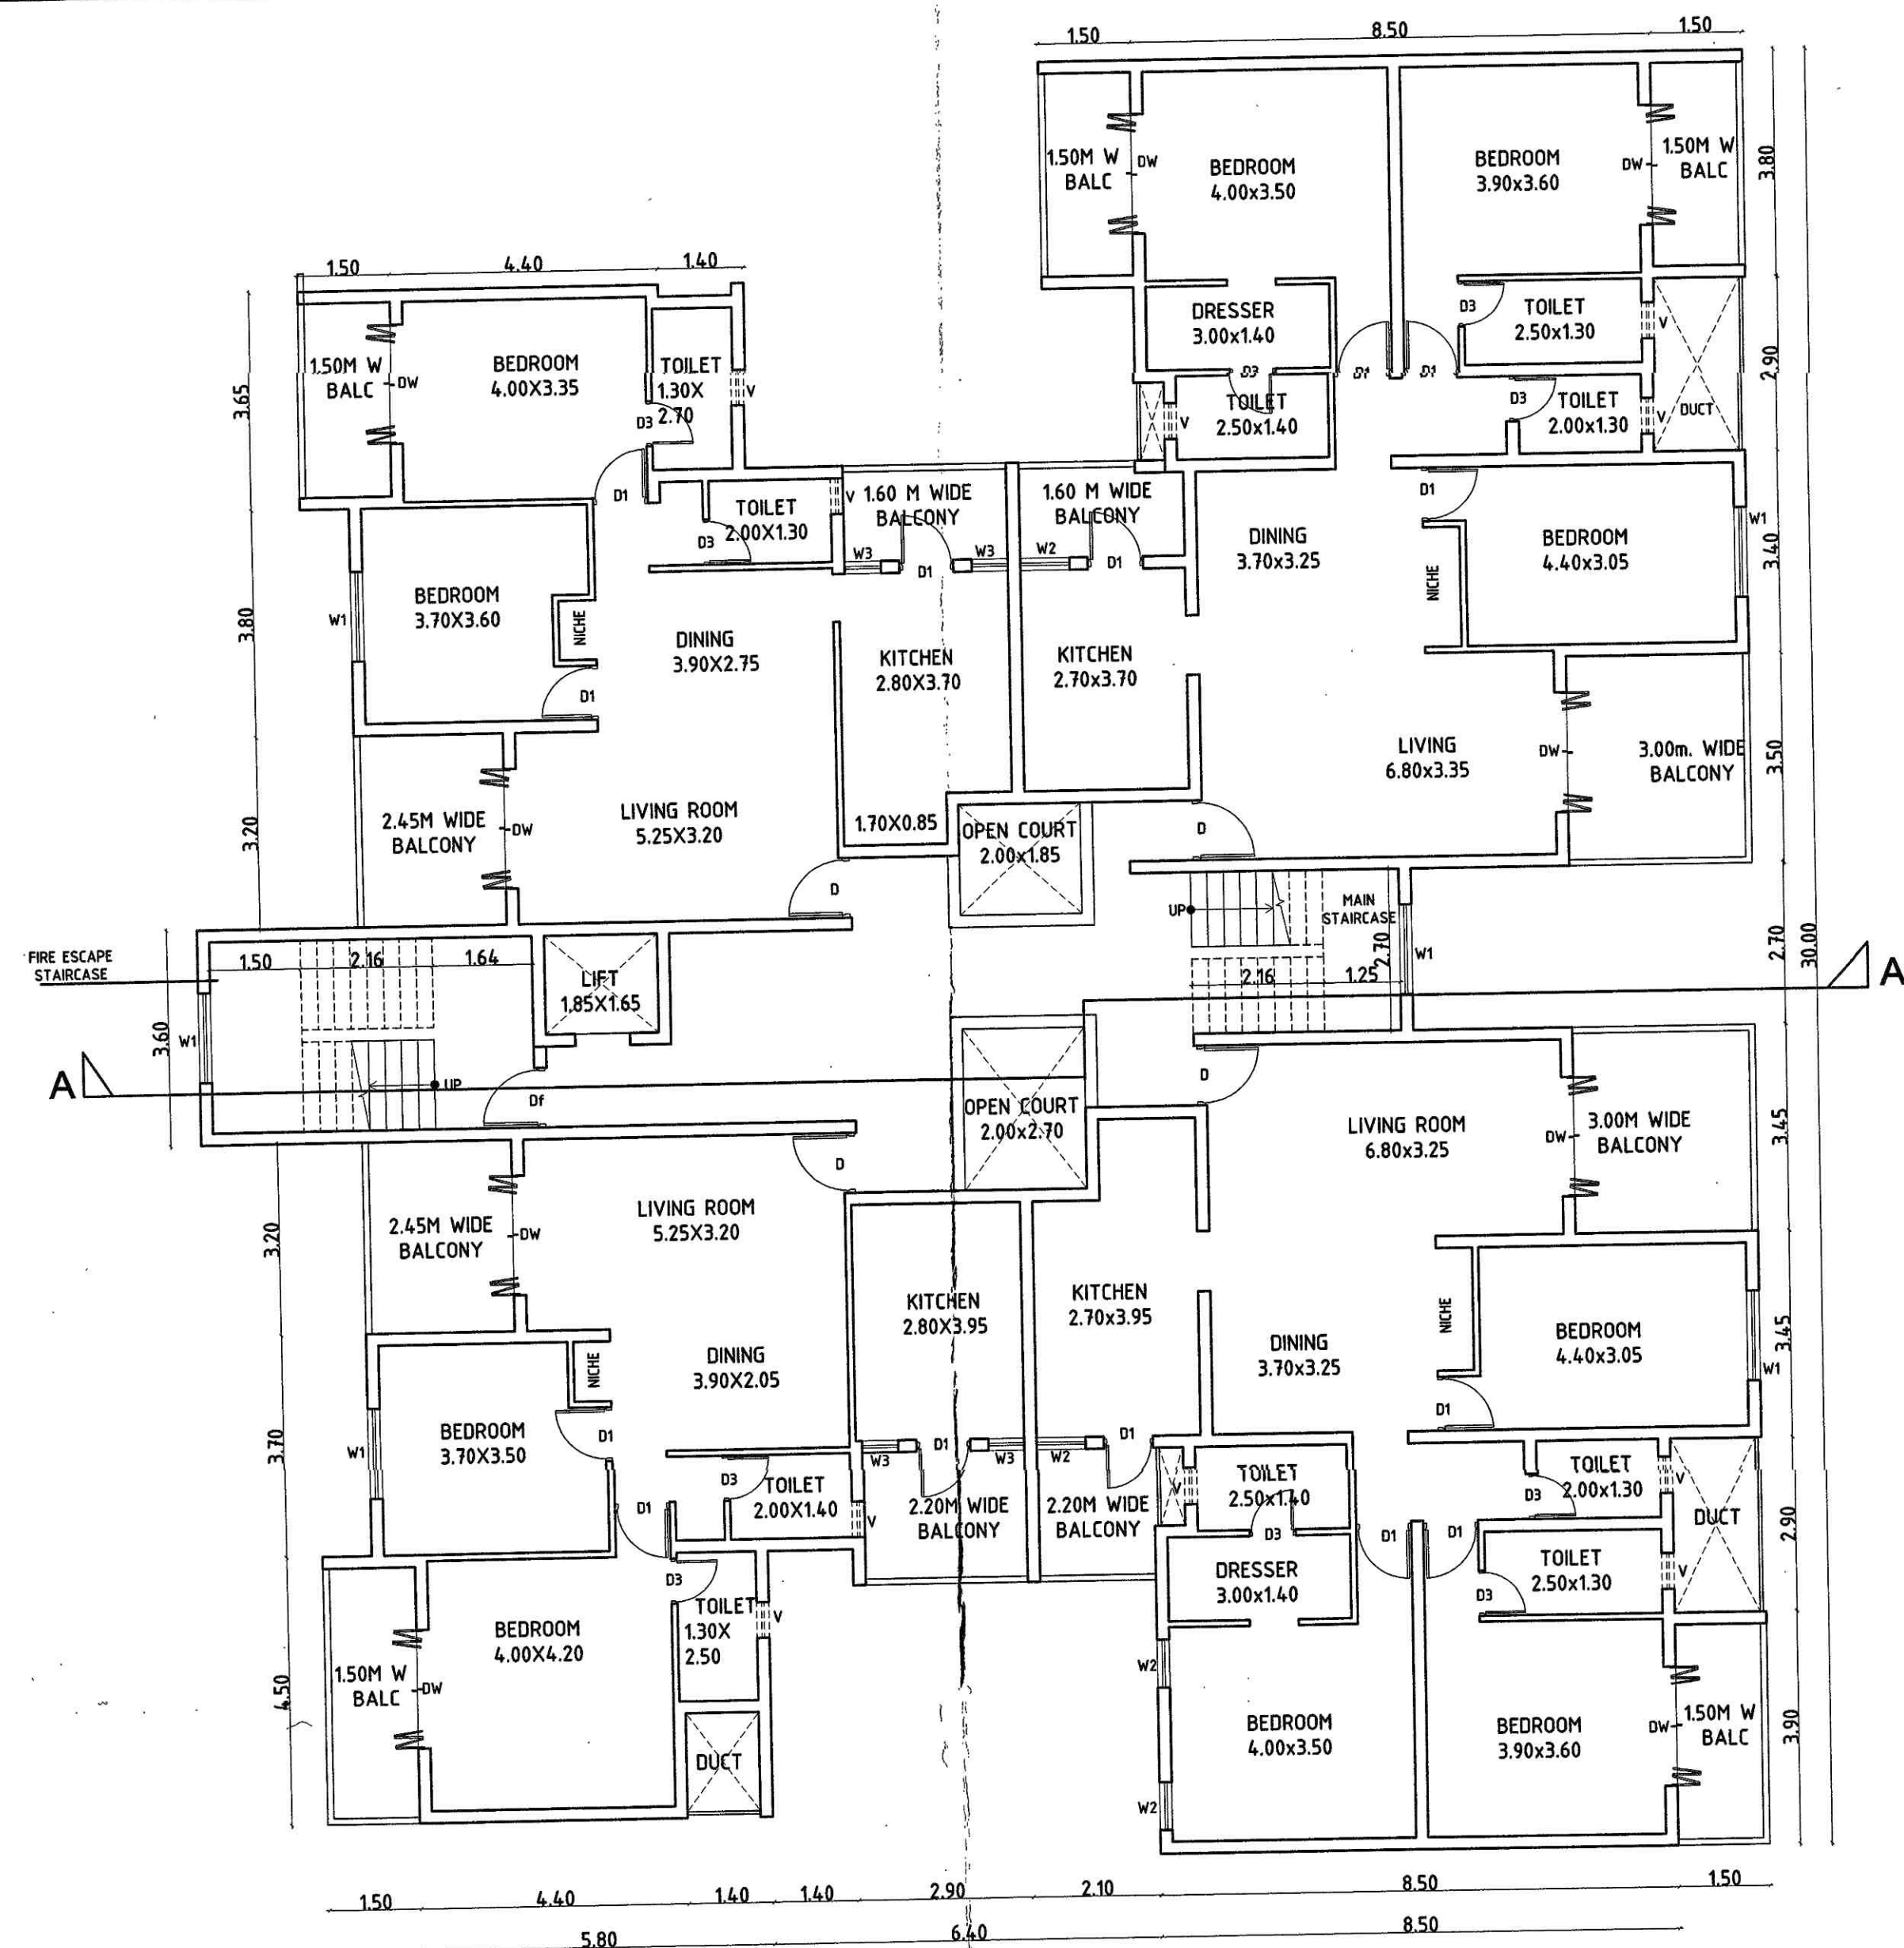 1.50
8.50
1.50
1.50M W
BALC
DW
BEDROOM
4.00x3.50
BEDROOM
3.90x3.60
DW
1.50M W
BALC
3.80
1.50
4.40
1.40
DRESSER
3.00x1.40
D3
TOILET
2.50x1.30
V
D3
D1
D1
TOILET
2.50x1.40
V
D3
TOILET
2.00x1.30
V
DUCT
2.90
1.50M W
BALC
DW
BEDROOM
4.00X3.35
TOILET
1.30X
2.70
D3
V
3.65
D1
TOILET
2.00X1.30
D3
V
1.60 M WIDE
BALCONY
W3
D1
W3
1.60 M WIDE
BALCONY
W2
D1
DINING
3.70x3.25
D1
BEDROOM
4.40x3.05
W1
NICHE
3.40
3.80
W1
BEDROOM
3.70X3.60
NICHE
D1
DINING
3.90X2.75
KITCHEN
2.80X3.70
KITCHEN
2.70x3.70
LIVING
6.80x3.35
DW
3.00m. WIDE
BALCONY
3.50
3.20
2.45M WIDE
BALCONY
DW
LIVING ROOM
5.25X3.20
1.70X0.85
OPEN COURT
2.00x1.85
D
D
UP
MAIN
STAIRCASE
2.70
W1
2.16
1.25
2.70
30.00
A
FIRE ESCAPE
STAIRCASE
1.50
2.16
1.64
LIFT
1.85X1.65
3.60
W1
A
UP
Df
OPEN COURT
2.00x2.70
D
D
LIVING ROOM
6.80x3.25
DW
3.00M WIDE
BALCONY
3.45
3.20
2.45M WIDE
BALCONY
DW
LIVING ROOM
5.25X3.20
KITCHEN
2.80X3.95
KITCHEN
2.70x3.95
DINING
3.70x3.25
NICHE
BEDROOM
4.40x3.05
W1
3.45
D1
NICHE
DINING
3.90X2.05
3.70
W1
BEDROOM
3.70X3.50
D1
D1
D3
TOILET
2.00X1.40
V
W3
D1
W3
2.20M WIDE
BALCONY
W2
D1
2.20M WIDE
BALCONY
V
TOILET
2.50x1.40
D3
D1
D1
TOILET
2.00x1.30
D3
V
DUCT
2.90
DRESSER
3.00x1.40
TOILET
2.50x1.30
D3
V
D3
TOILET
1.30X
2.50
V
BEDROOM
4.00X4.20
1.50M W
BALC
DW
4.50
DUCT
W2
W2
BEDROOM
4.00x3.50
BEDROOM
3.90x3.60
DW
1.50M W
BALC
3.90
1.50
4.40
1.40
1.40
2.90
2.10
8.50
1.50
5.80
6.40
8.50